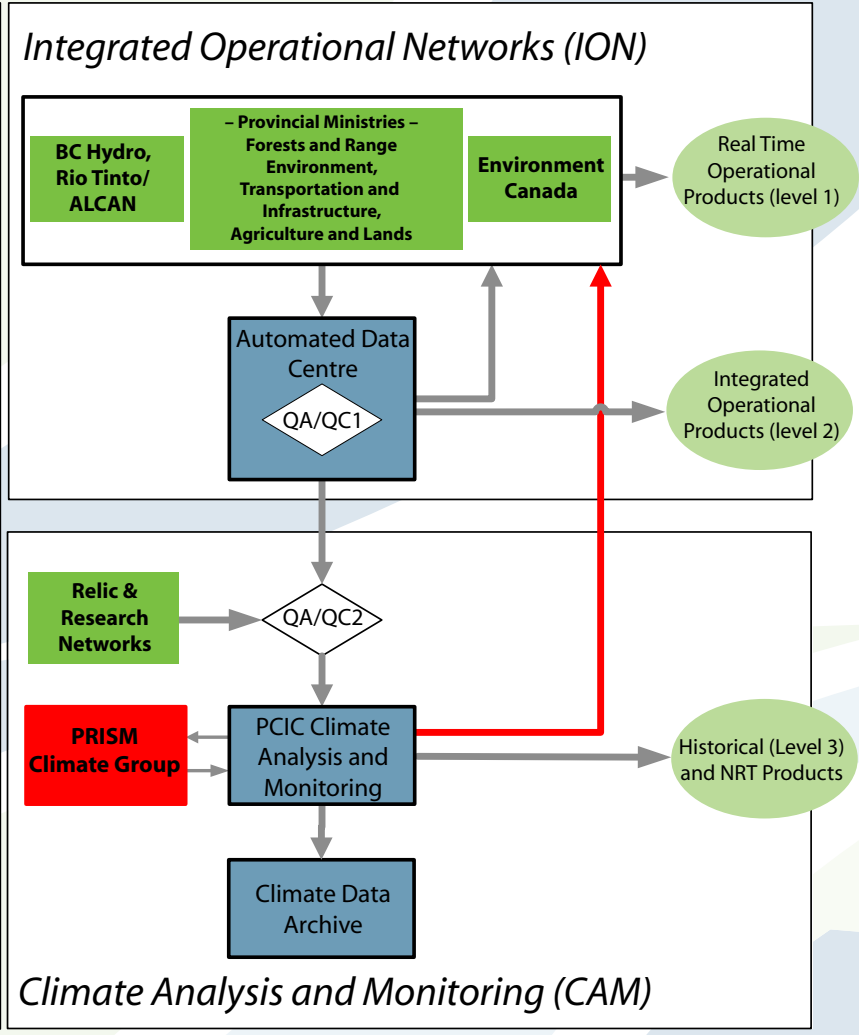 Integrated Operational Networks (ION)
BC Hydro,
Rio Tinto/
ALCAN
– Provincial Ministries –
Forests and Range
Environment,
Transportation and
Infrastructure,
Agriculture and Lands
Environment
Canada
Real Time
Operational
Products (level 1)
Automated Data
Centre
QA/QC1
Integrated
Operational
Products (level 2)
Relic &
Research
Networks
QA/QC2
PRISM
Climate Group
PCIC Climate
Analysis and
Monitoring
Historical (Level 3)
and NRT Products
Climate Data
Archive
Climate Analysis and Monitoring (CAM)